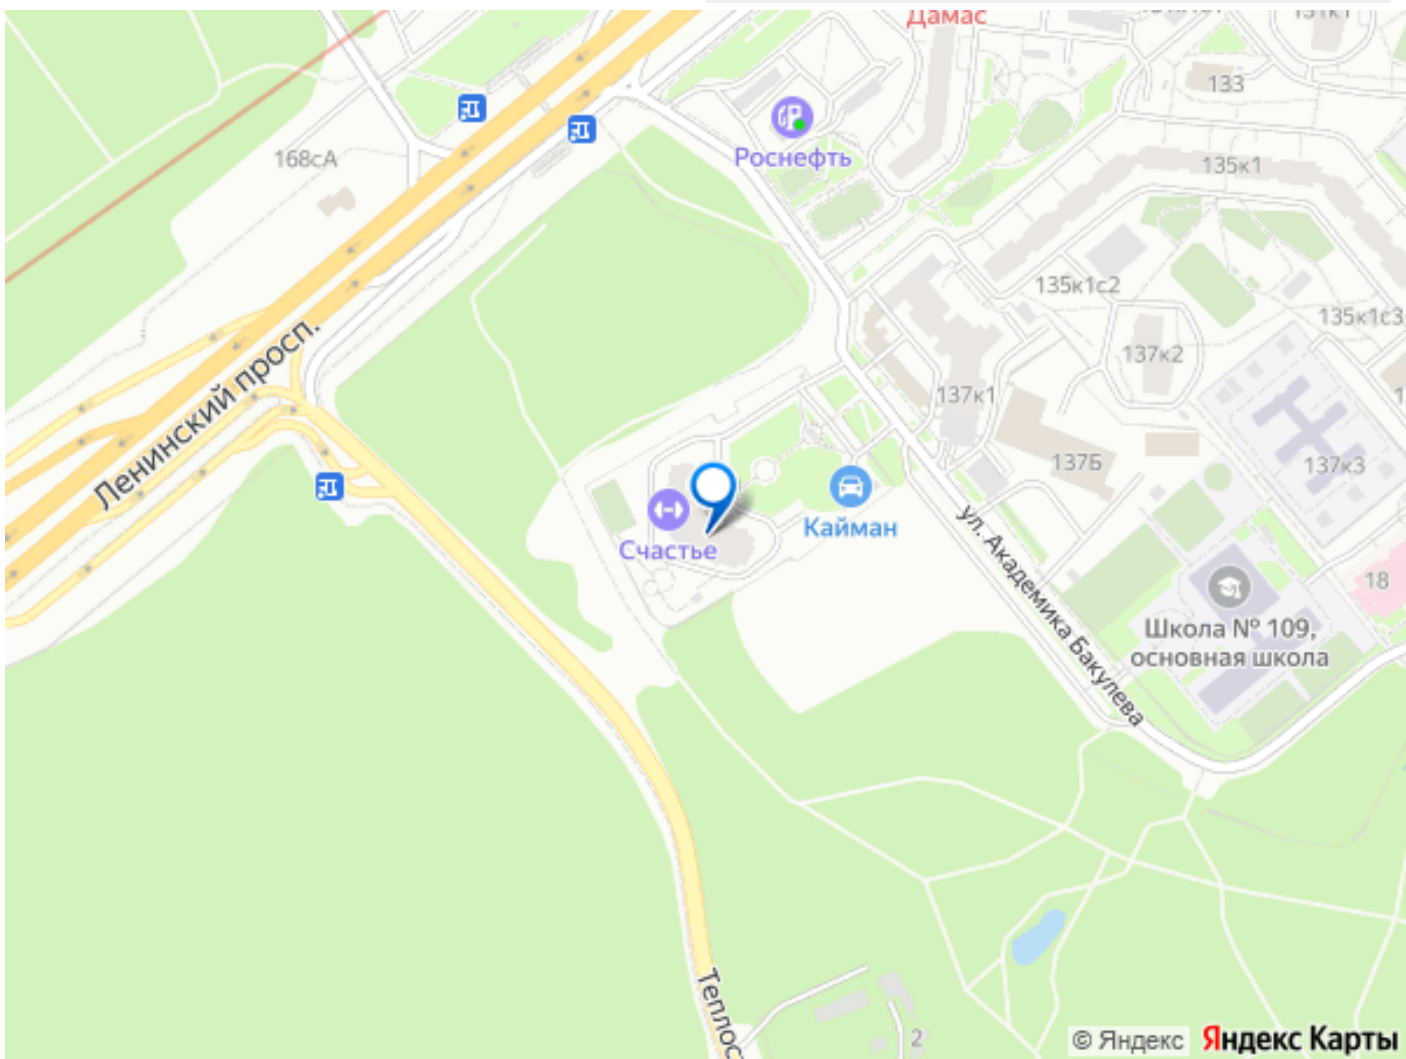 Дамас
133
168сА
Роснефть
135к1
135к1с2
135к1с3
137к2
Ленинский просп.
137к1
137Б
137к3
Кайман
Счастье
ул. Академика Бакулева
18
Школа № 109,
основная школа
2
© Яндекс Яндекс Карты